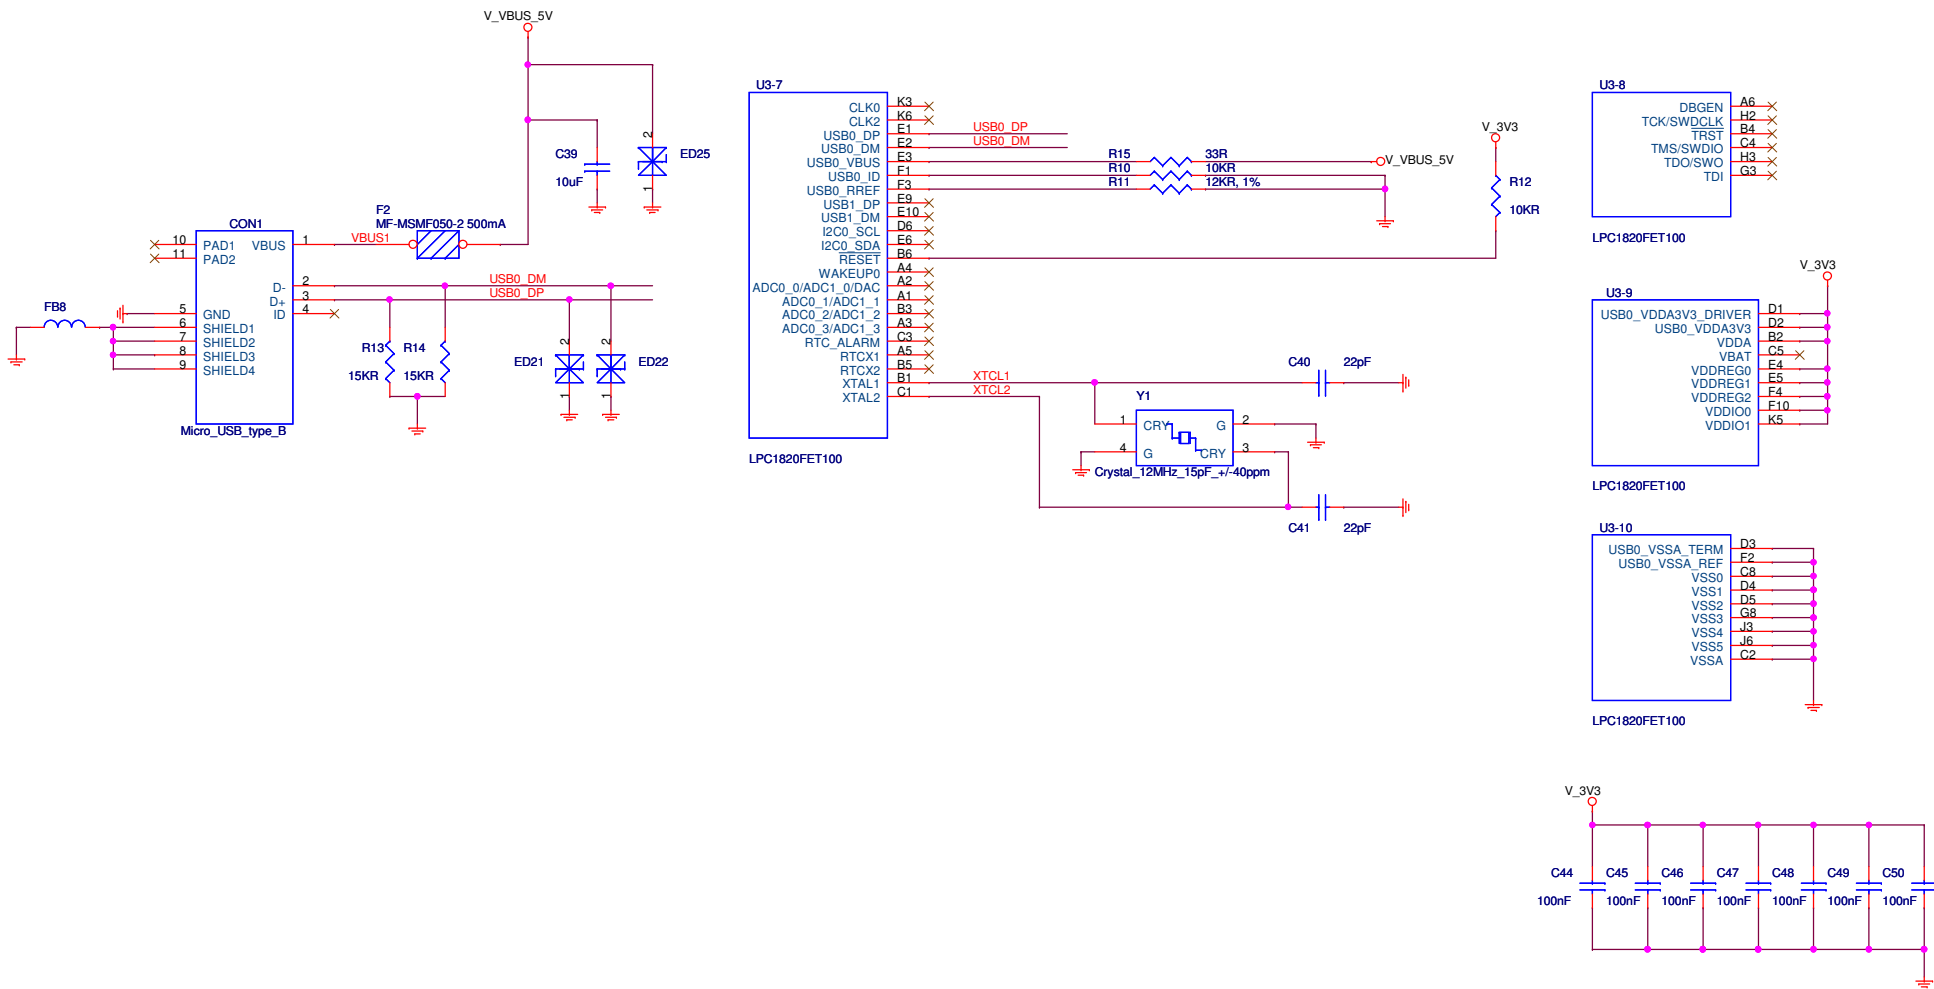 V_VBUS_5V
C39
10uF
2
1
ED25
F2
MF-MSMF050-2 500mA
VBUS1
CON1
10 PAD1 VBUS 1
11 PAD2
D- 2 USB0_DM
D+ 3 USB0_DP
5 GND ID 4
6 SHIELD1
7 SHIELD2
8 SHIELD3
9 SHIELD4
Micro_USB_type_B
FB8
R13 R14
15KR 15KR
2 2
ED21 ED22
1 1
U3-7
CLK0 K3
CLK2 K6
USB0_DP E1 USB0_DP
USB0_DM E2 USB0_DM
USB0_VBUS E3 R15 33R V_VBUS_5V
USB0_ID F1 R10 10KR
USB0_RREF F3 R11 12KR, 1%
USB1_DP E9
USB1_DM E10
I2C0_SCL D6
I2C0_SDA E6
RESET B6
WAKEUP0 A4
ADC0_0/ADC1_0/DAC A2
ADC0_1/ADC1_1 A1
ADC0_2/ADC1_2 B3
ADC0_3/ADC1_3 A3
RTC_ALARM C3
RTCX1 A5
RTCX2 B5
XTAL1 B1 XTCL1
XTAL2 C1 XTCL2
LPC1820FET100
V_3V3
R12
10KR
C40 22pF
Y1
1 CRY G 2
4 G CRY 3
Crystal_12MHz_15pF_+/-40ppm
C41 22pF
U3-8
DBGEN A6
TCK/SWDCLK H2
TRST B4
TMS/SWDIO C4
TDO/SWO H3
TDI G3
LPC1820FET100
V_3V3
U3-9
USB0_VDDA3V3_DRIVER D1
USB0_VDDA3V3 D2
VDDA B2
VBAT C5
VDDREG0 E4
VDDREG1 E5
VDDREG2 F4
VDDIO0 F10
VDDIO1 K5
LPC1820FET100
U3-10
USB0_VSSA_TERM D3
USB0_VSSA_REF F2
VSS0 C8
VSS1 D4
VSS2 D5
VSS3 G8
VSS4 J3
VSS5 J6
VSSA C2
LPC1820FET100
V_3V3
C44 C45 C46 C47 C48 C49 C50
100nF 100nF 100nF 100nF 100nF 100nF 100nF